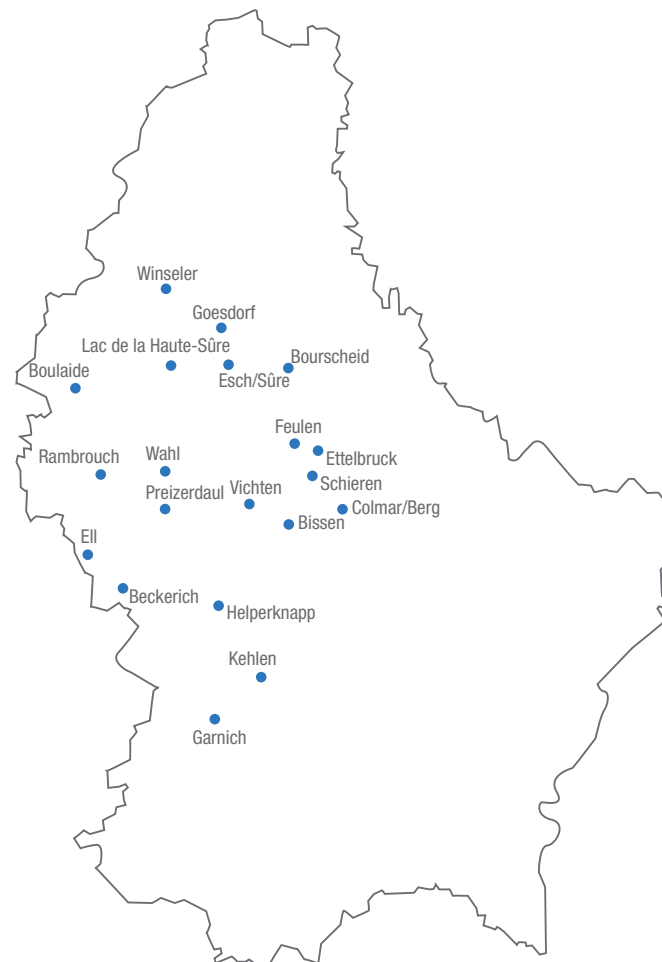 Winseler
Goesdorf
Lac de la Haute-Sûre
Bourscheid
Esch/Sûre
Boulaide
Feulen
Ettelbruck
Rambrouch
Wahl
Schieren
Vichten
Preizerdaul
Colmar/Berg
Bissen
Ell
Beckerich
Helperknapp
Kehlen
Garnich